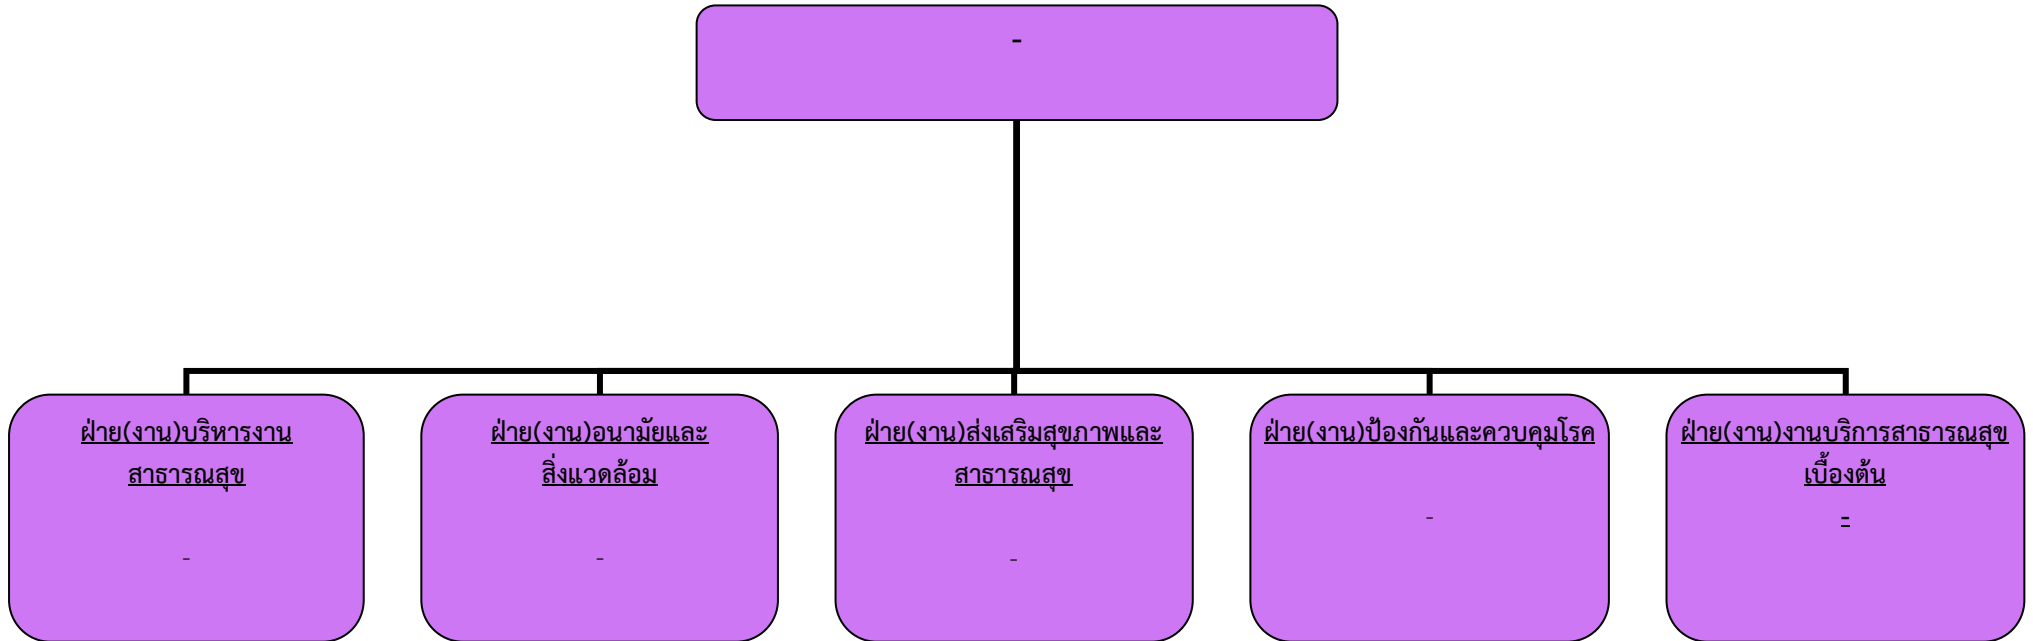 -
ฝ่าย(งาน)บริหารงาน
สาธารณสุข
-
ฝ่าย(งาน)อนามัยและ
สิ่งแวดล้อม
-
ฝ่าย(งาน)ส่งเสริมสุขภาพและ
สาธารณสุข
-
ฝ่าย(งาน)ป้องกันและควบคุมโรค
-
ฝ่าย(งาน)งานบริการสาธารณสุข
เบื้องต้น
-